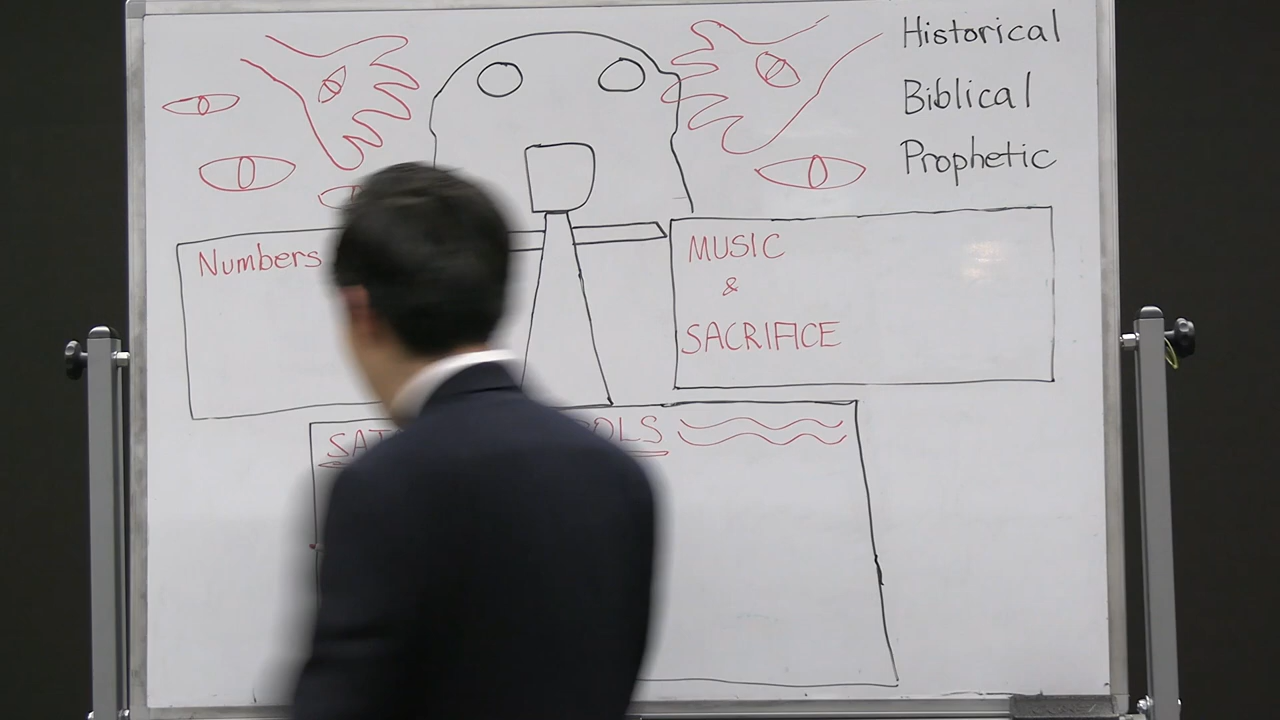 Historical
Biblical
Prophetic
Numbers
MUSIC
&
SACRIFICE